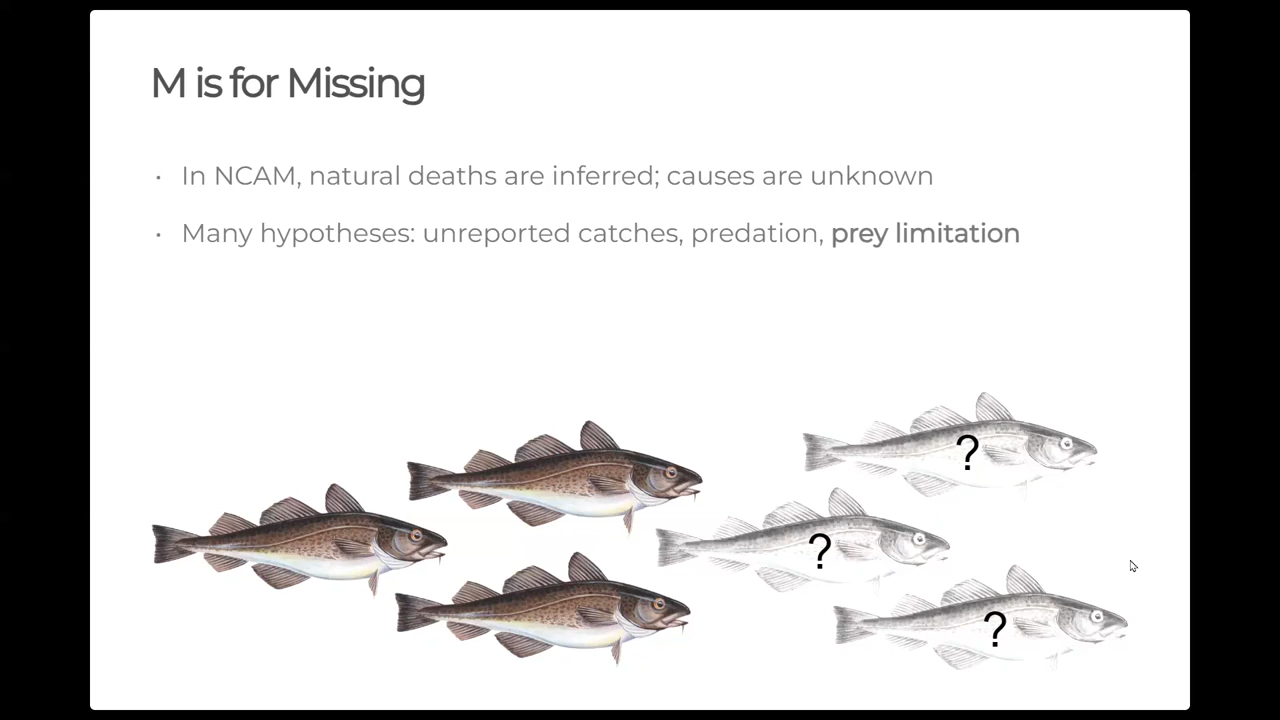 M is for Missing
• In NCAM, natural deaths are inferred; causes are unknown
• Many hypotheses: unreported catches, predation, prey limitation
?
?
?